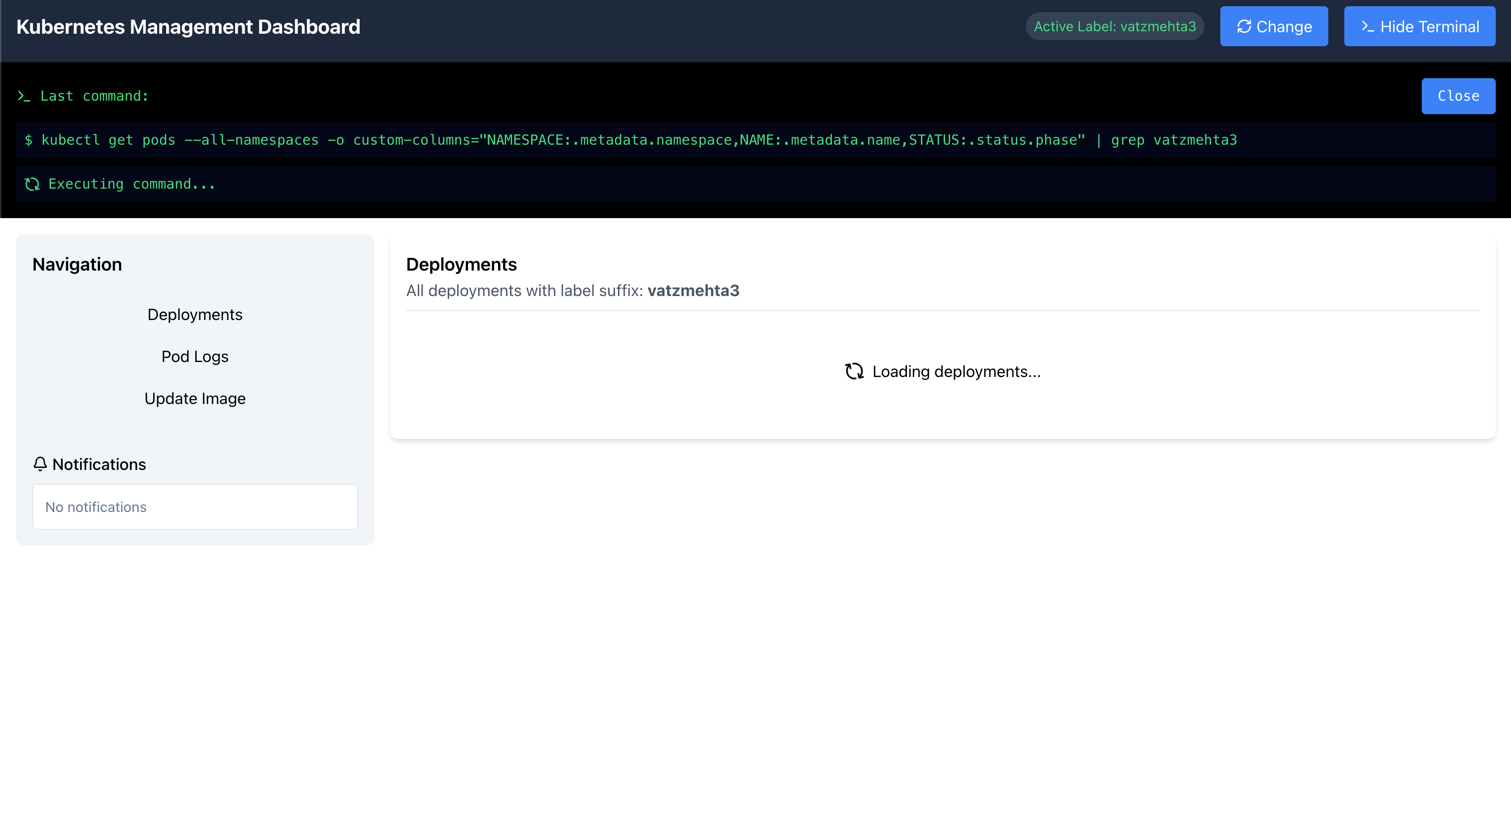 Kubernetes Management Dashboard
Active Label: vatzmehta3
Change
>_ Hide Terminal
>_ Last command:
Close
$ kubectl get pods --all-namespaces -o custom-columns="NAMESPACE:.metadata.namespace,NAME:.metadata.name,STATUS:.status.phase" | grep vatzmehta3
Executing command...
Navigation
Deployments
Pod Logs
Update Image
Notifications
No notifications
Deployments
All deployments with label suffix: vatzmehta3
Loading deployments...